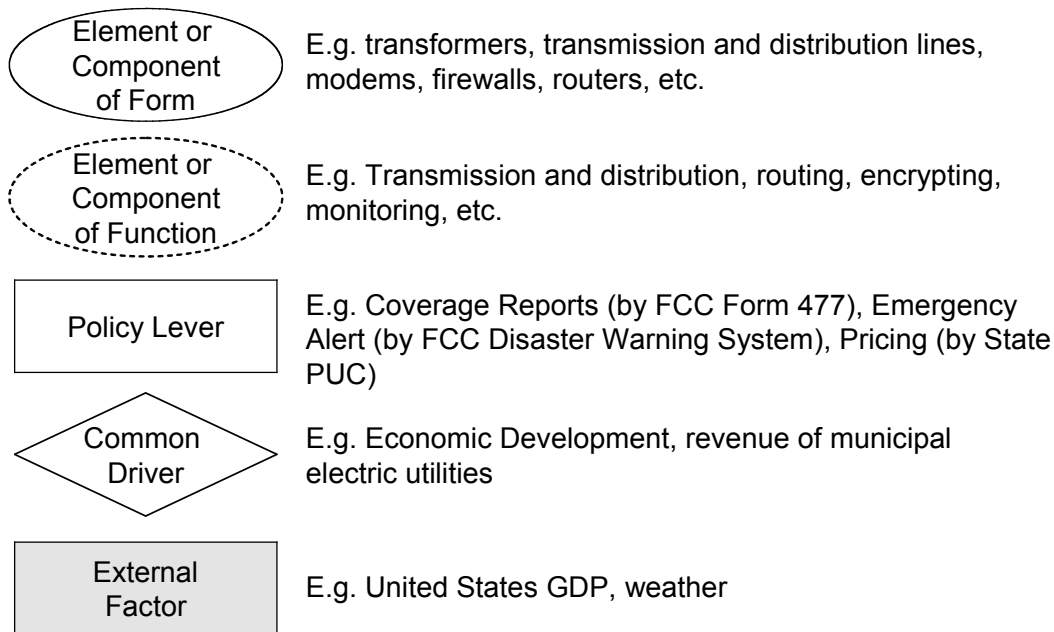 Element or
Component
of Form
E.g. transformers, transmission and distribution lines,
modems, firewalls, routers, etc.
Element or
Component
of Function
E.g. Transmission and distribution, routing, encrypting,
monitoring, etc.
Policy Lever
E.g. Coverage Reports (by FCC Form 477), Emergency
Alert (by FCC Disaster Warning System), Pricing (by State
PUC)
Common
Driver
E.g. Economic Development, revenue of municipal
electric utilities
External
Factor
E.g. United States GDP, weather